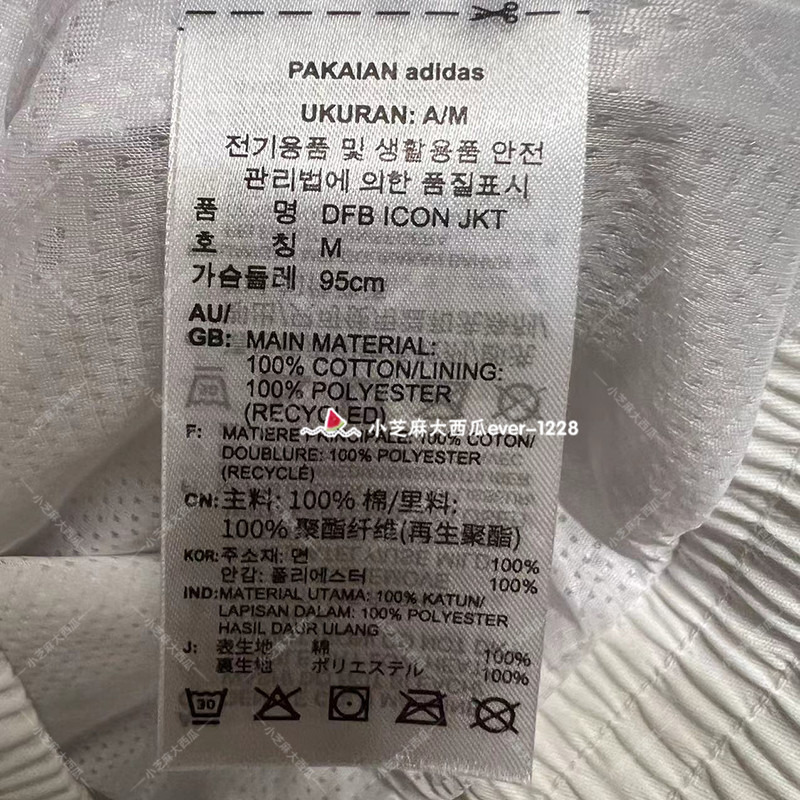 PAKAIAN adidas
UKURAN: A/M
전기용품 및 생활용품 안전
관리법에 의한 품질표시
품 명 DFB ICON JKT
호 칭 M
가슴둘레 95cm
AU/
GB: MAIN MATERIAL:
100% COTTON/LINING:
100% POLYESTER
(RECYCLED)
小芝麻大西瓜ever-1228
F: MATIERE PRINCIPALE: 100% COTON/
DOUBLURE: 100% POLYESTER
(RECYCLÉ)
CN: 主料: 100% 棉/里料:
100% 聚酯纤维(再生聚酯)
KOR: 주소재: 면 100%
안감: 폴리에스터 100%
IND: MATERIAL UTAMA: 100% KATUN/
LAPISAN DALAM: 100% POLYESTER
HASIL DAUR ULANG
J: 表生地 綿 100%
裏生地 ポリエステル 100%
30